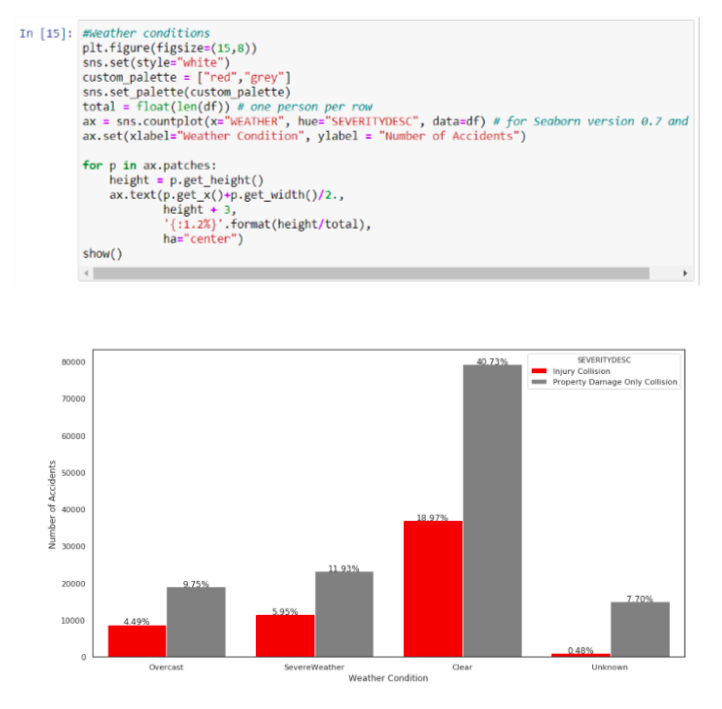 In [15]: #Weather conditions
plt.figure(figsize=(15,8))
sns.set(style="white")
custom_palette = ["red","grey"]
sns.set_palette(custom_palette)
total = float(len(df)) # one person per row
ax = sns.countplot(x="WEATHER", hue="SEVERITYDESC", data=df) # for Seaborn version 0.7 and
ax.set(xlabel="Weather Condition", ylabel = "Number of Accidents")
for p in ax.patches:
height = p.get_height()
ax.text(p.get_x()+p.get_width()/2.,
height + 3,
'{:1.2%}'.format(height/total),
ha="center")
show()
SEVERITYDESC
Injury Collision
Property Damage Only Collision
40.73%
18.97%
11.93%
9.75%
7.70%
5.95%
4.49%
0.48%
80000
70000
60000
50000
40000
30000
20000
10000
0
Number of Accidents
Overcast SevereWeather Clear Unknown
Weather Condition